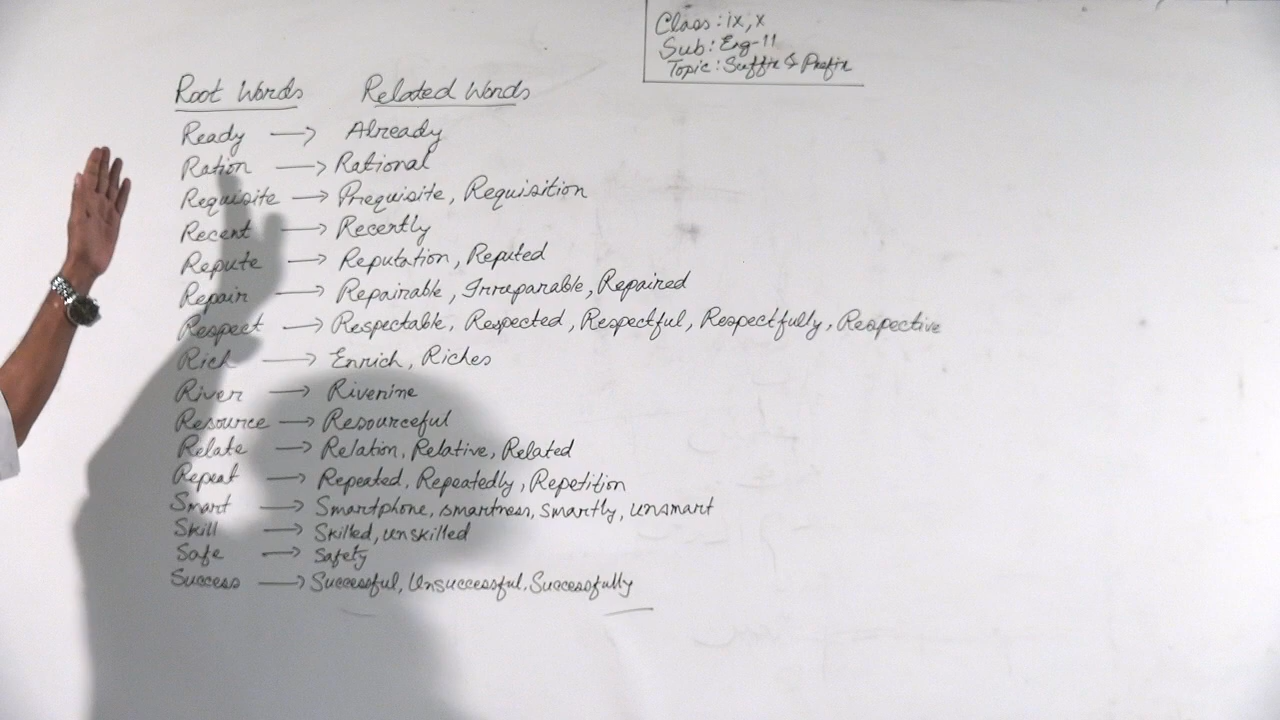 Class : ix, x
Sub : Eng-11
Topic : Suffix & Prefix
Root Words Related Words
Ready → Already
Ration → Rational
Requisite → Prequisite, Requisition
Recent → Recently
Repute → Reputation, Reputed
Repair → Repairable, Irreparable, Repaired
Respect → Respectable, Respected, Respectful, Respectfully, Respective
Rich → Enrich, Riches
River → Riverine
Resource → Resourceful
Relate → Relation, Relative, Related
Repeat → Repeated, Repeatedly, Repetition
Smart → Smartphone, smartness, smartly, unsmart
Skill → Skilled, unskilled
Safe → Safety
Success → Successful, Unsuccessful, Successfully